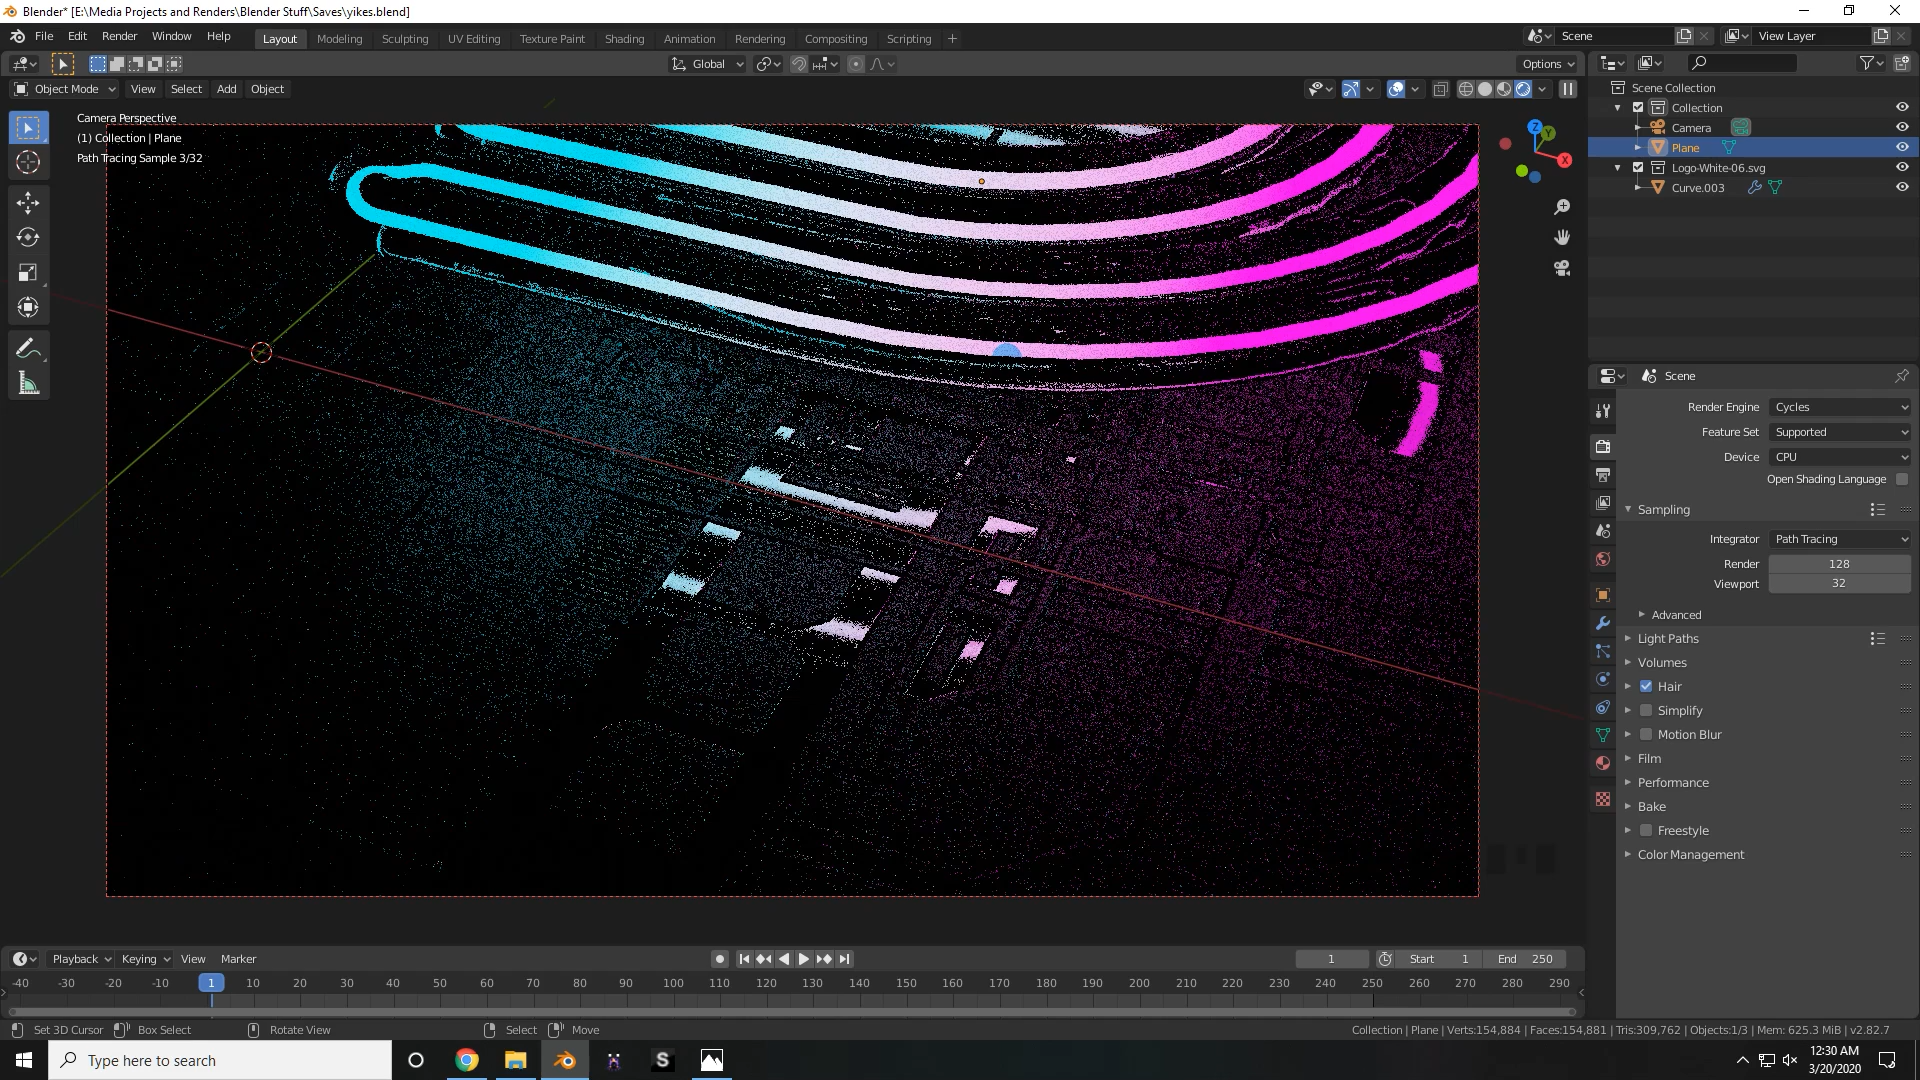 Blender* [E:\Media Projects and Renders\Blender Stuff\Saves\yikes.blend]
File Edit Render Window Help Layout Modeling Sculpting UV Editing Texture Paint Shading Animation Rendering Compositing Scripting + Scene View Layer
Global Options
Object Mode View Select Add Object
Camera Perspective
(1) Collection | Plane
Path Tracing Sample 3/32
Z
Y
X
Scene Collection
Collection
Camera
Plane
Logo-White-06.svg
Curve.003
Scene
Render Engine Cycles
Feature Set Supported
Device CPU
Open Shading Language
Sampling
Integrator Path Tracing
Render 128
Viewport 32
Advanced
Light Paths
Volumes
Hair
Simplify
Motion Blur
Film
Performance
Bake
Freestyle
Color Management
Playback Keying View Marker 1 Start 1 End 250
-40 -30 -20 -10 1 10 20 30 40 50 60 70 80 90 100 110 120 130 140 150 160 170 180 190 200 210 220 230 240 250 260 270 280 290
Set 3D Cursor Box Select Rotate View Select Move Collection | Plane | Verts:154,884 | Faces:154,881 | Tris:309,762 | Objects:1/3 | Mem: 625.3 MiB | v2.82.7
Type here to search
S
12:30 AM
3/20/2020